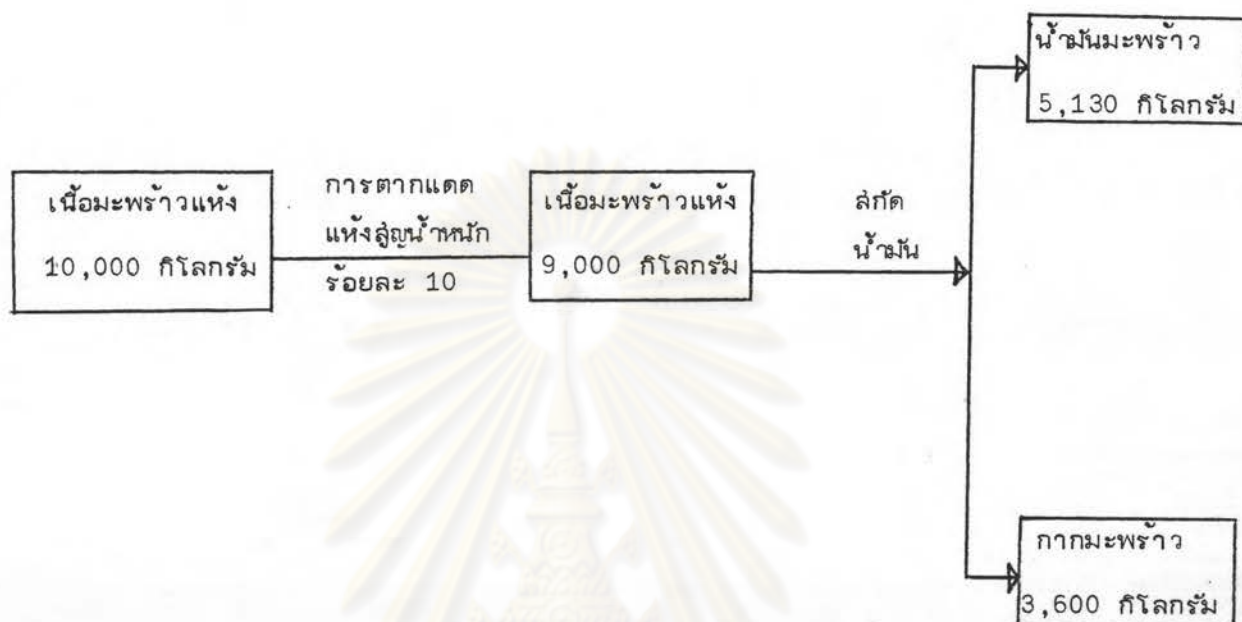 น้ำมันมะพร้าว
5,130 กิโลกรัม
เนื้อมะพร้าวแห้ง
10,000 กิโลกรัม
การตากแดด
แห้งสูญน้ำหนัก
ร้อยละ 10
เนื้อมะพร้าวแห้ง
9,000 กิโลกรัม
สกัด
น้ำมัน
กากมะพร้าว
3,600 กิโลกรัม